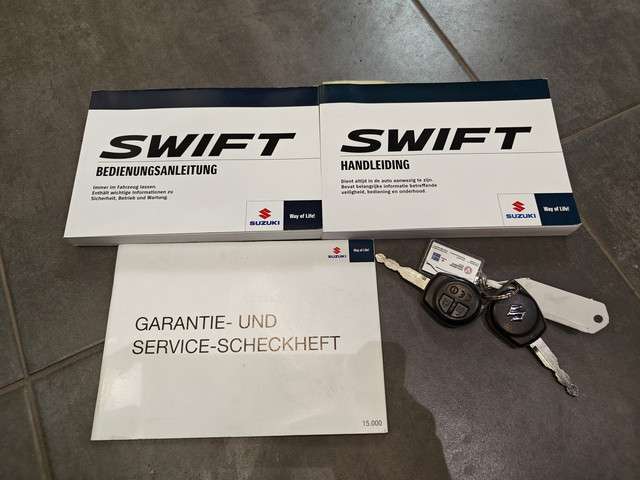 SWIFT
BEDIENUNGSANLEITUNG
Immer im Fahrzeug lassen.
Enthält wichtige Informationen zu
Sicherheit, Betrieb und Wartung.
SUZUKI
Way of Life!
SWIFT
HANDLEIDING
Dient altijd in de auto aanwezig te zijn.
Bevat belangrijke informatie betreffende
veiligheid, bediening en onderhoud.
SUZUKI
Way of Life!
SUZUKI
Way of Life!
GARANTIE- UND
SERVICE-SCHECKHEFT
15.000